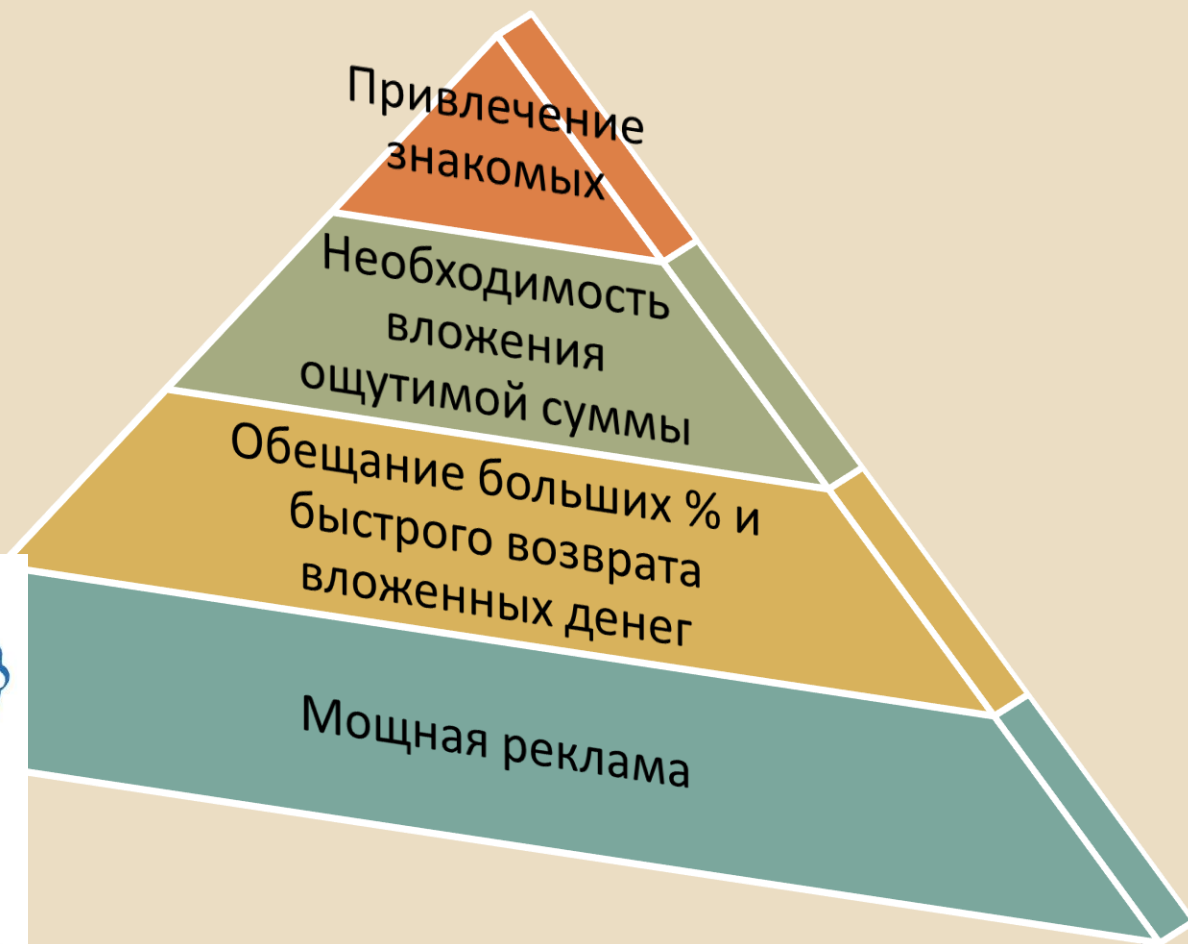 Привлечение
знакомых
Необходимость
вложения
ощутимой суммы
Обещание больших % и
быстрого возврата
вложенных денег
Мощная реклама